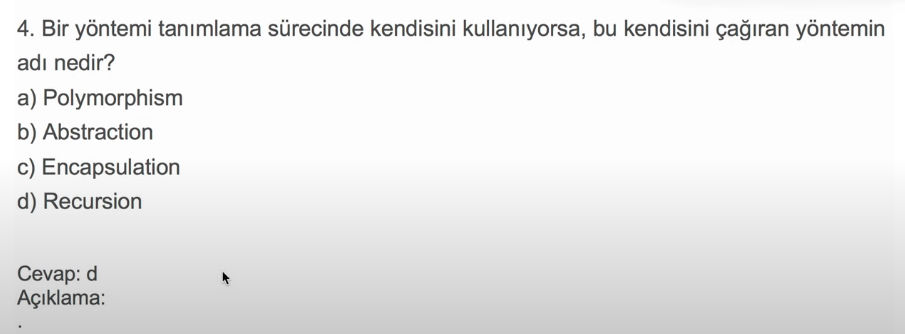 4. Bir yöntemi tanımlama sürecinde kendisini kullanıyorsa, bu kendisini çağıran yöntemin
adı nedir?
a) Polymorphism
b) Abstraction
c) Encapsulation
d) Recursion
Cevap: d
Açıklama:
.